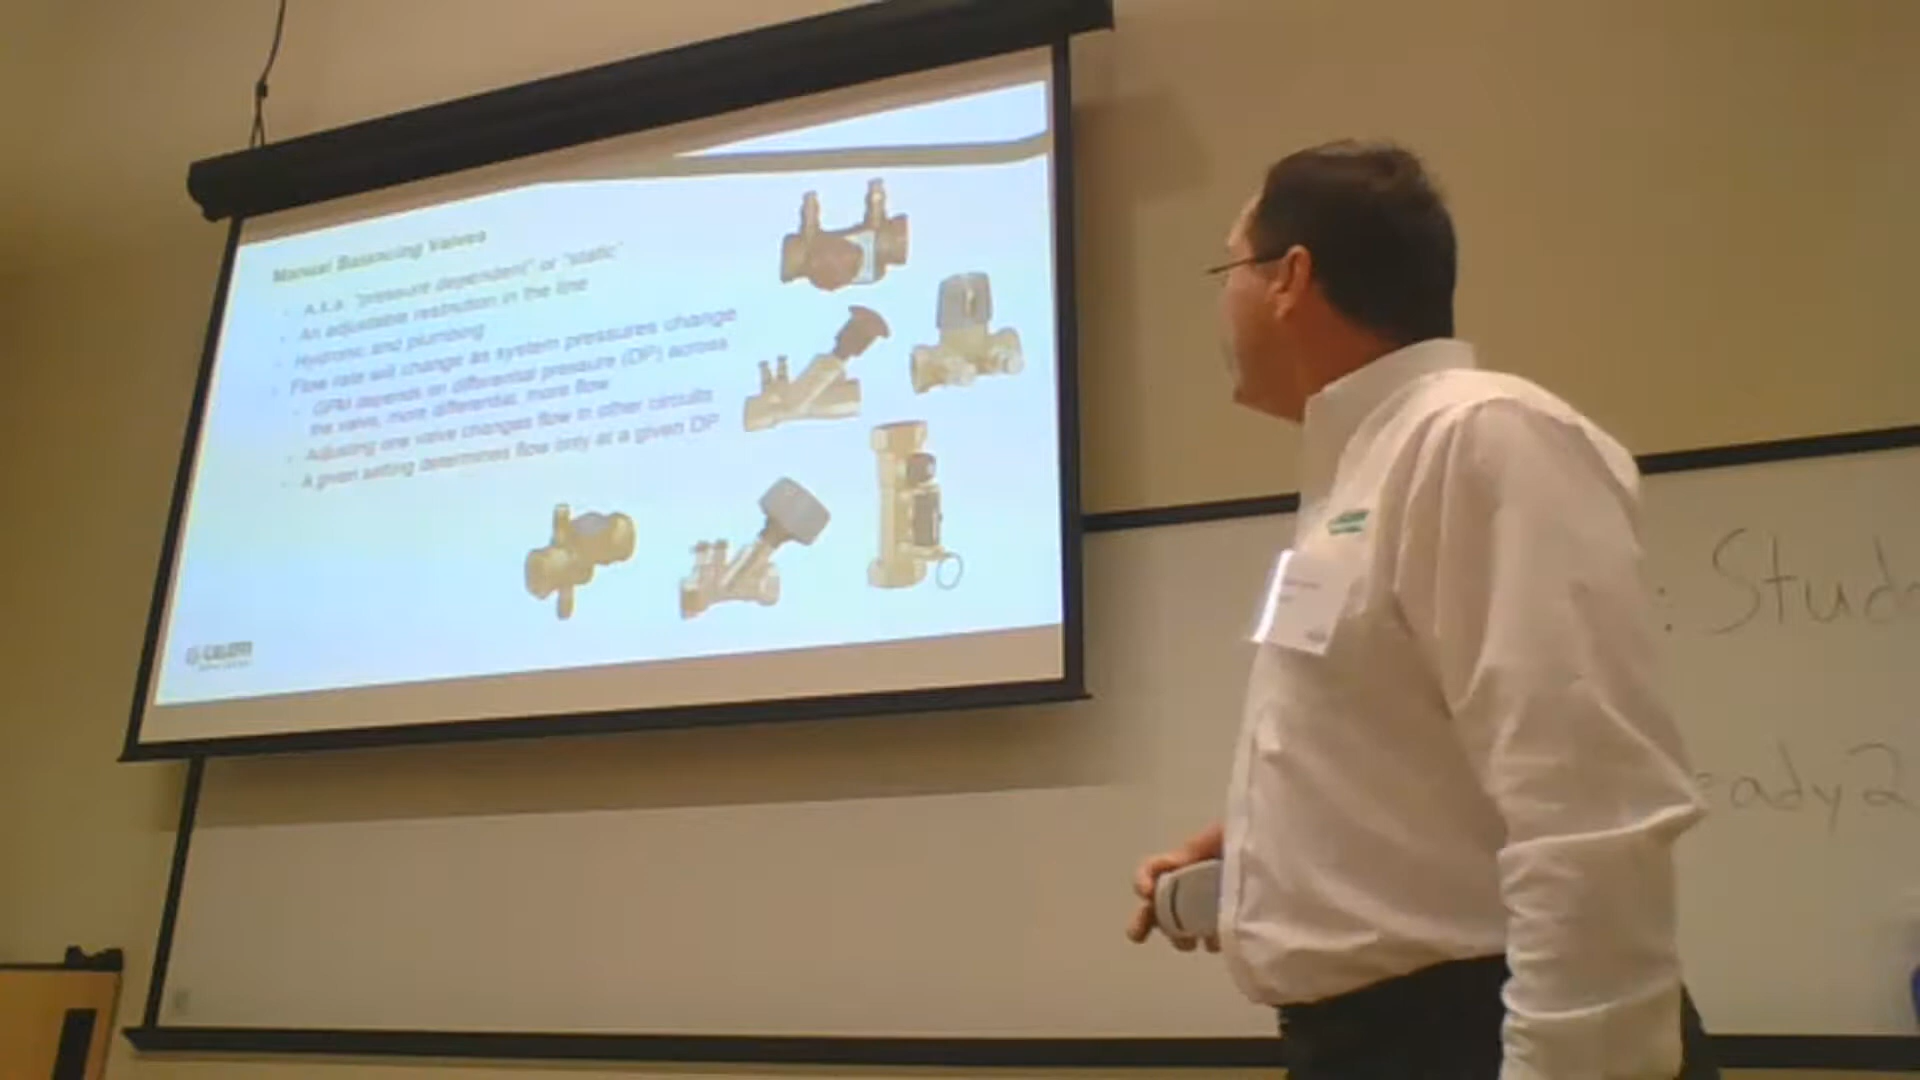 Manual Balancing Valves
A.k.a. "pressure dependent" or "static"
An adjustable restriction in the line
Hydronic and plumbing
Flow rate will change as system pressures change
GPM depends on differential pressure (DP) across
the valve, more differential, more flow
Adjusting one valve changes flow in other circuits
A given setting determines flow only at a given DP
CALEFFI
: Stud
eady2